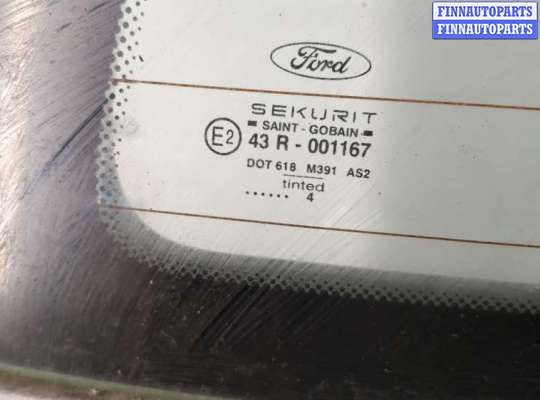 FINNAUTOPARTS
FINNAUTOPARTS
Ford
SEKURIT
SAINT-GOBAIN
E2 43 R - 001167
DOT 618 M391 AS2
tinted
...... 4